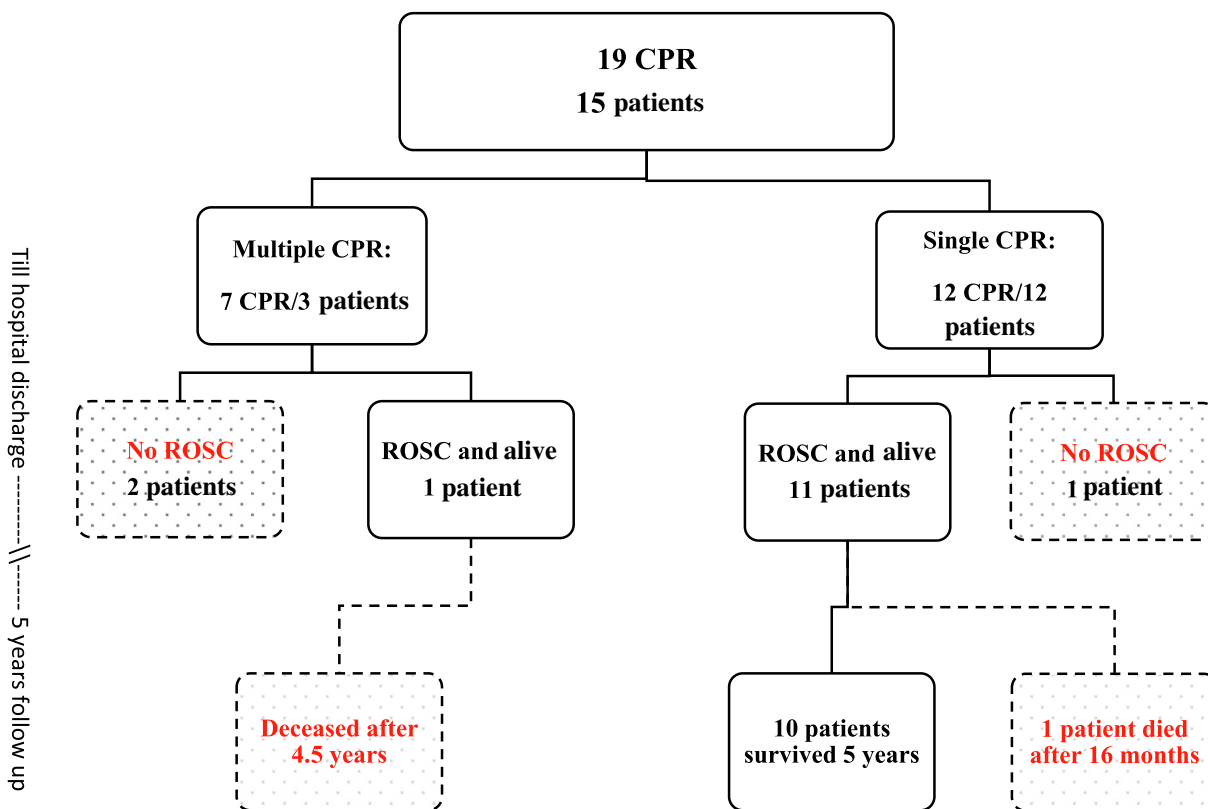 19 CPR
15 patients
Multiple CPR:
7 CPR/3 patients
Single CPR:
12 CPR/12
patients
No ROSC
2 patients
ROSC and alive
1 patient
ROSC and alive
11 patients
No ROSC
1 patient
Deceased after
4.5 years
10 patients
survived 5 years
1 patient died
after 16 months
Till hospital discharge ----------\\------ 5 years follow up